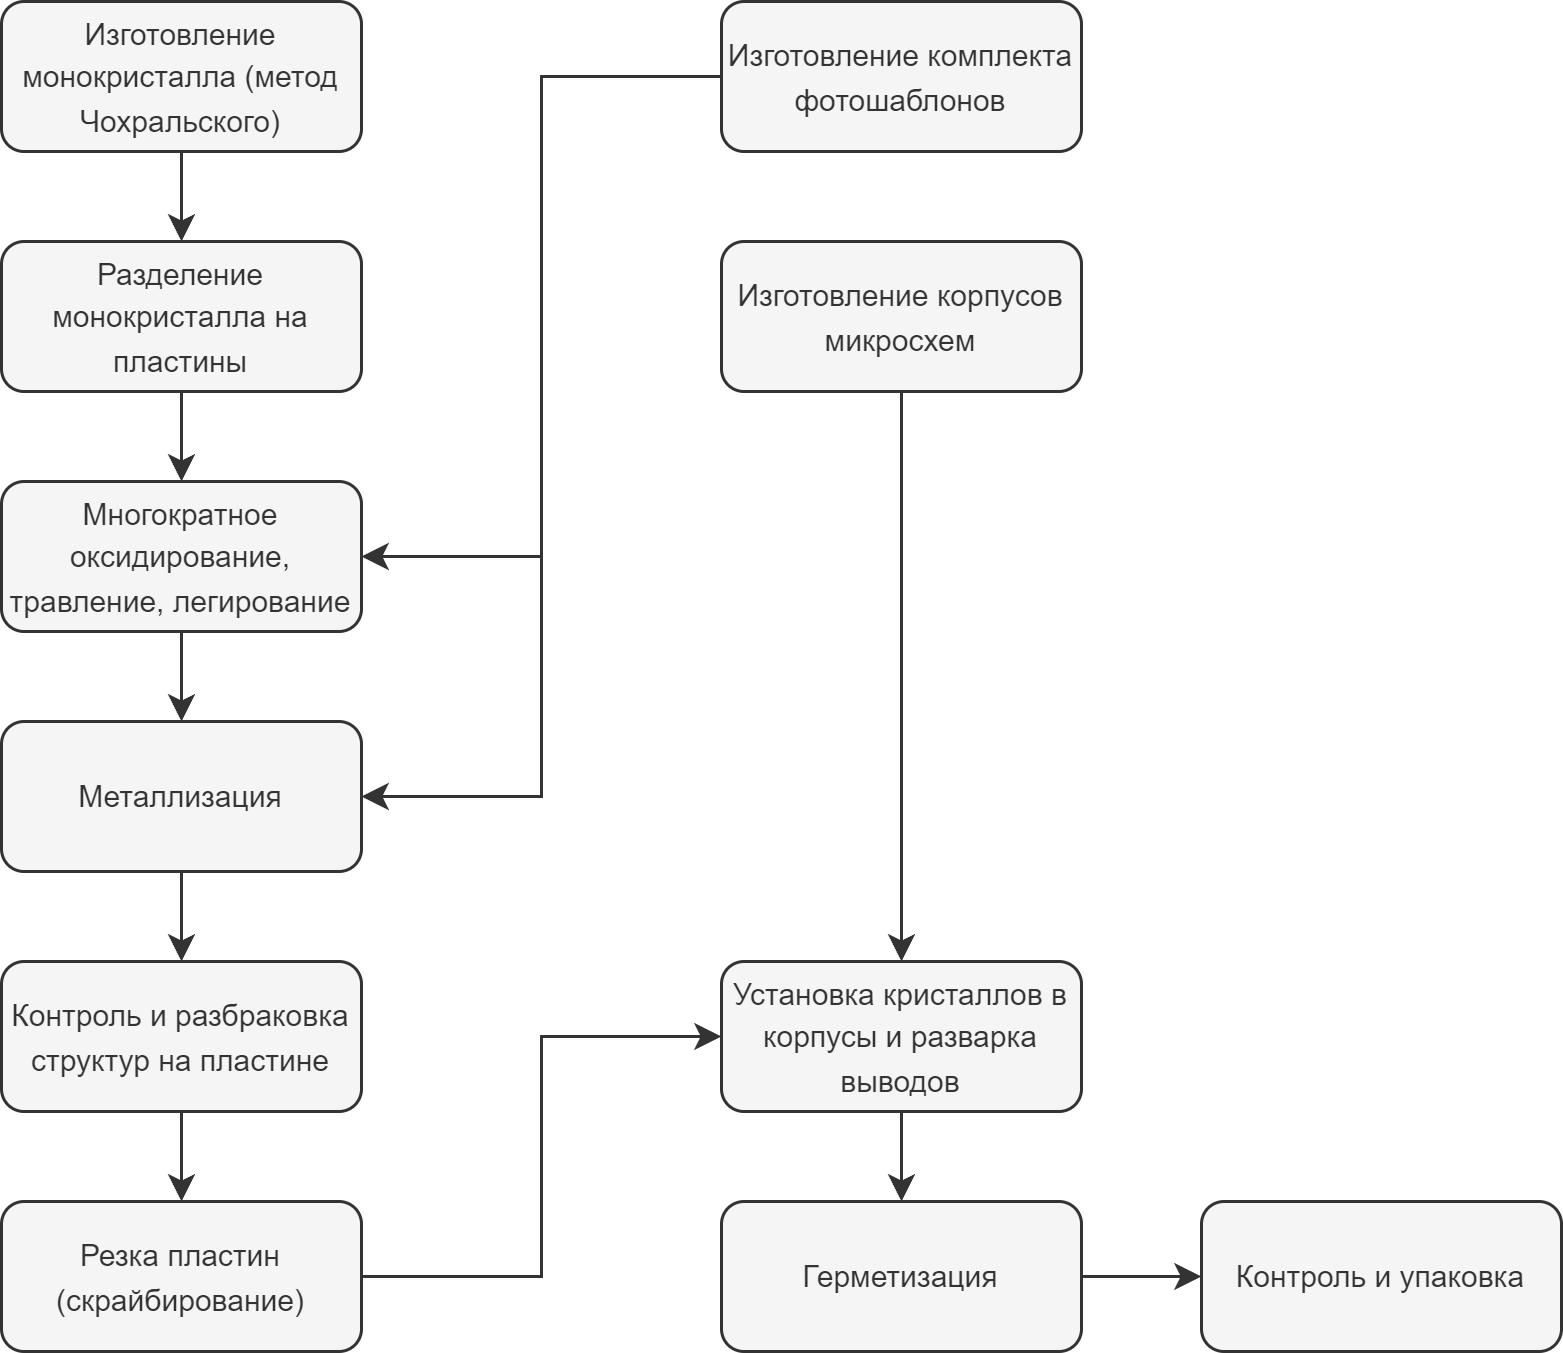 Изготовление
монокристалла (метод
Чохральского)
Изготовление комплекта
фотошаблонов
Разделение
монокристалла на
пластины
Изготовление корпусов
микросхем
Многократное
оксидирование,
травление, легирование
Металлизация
Контроль и разбраковка
структур на пластине
Установка кристаллов в
корпусы и разварка
выводов
Резка пластин
(скрайбирование)
Герметизация
Контроль и упаковка